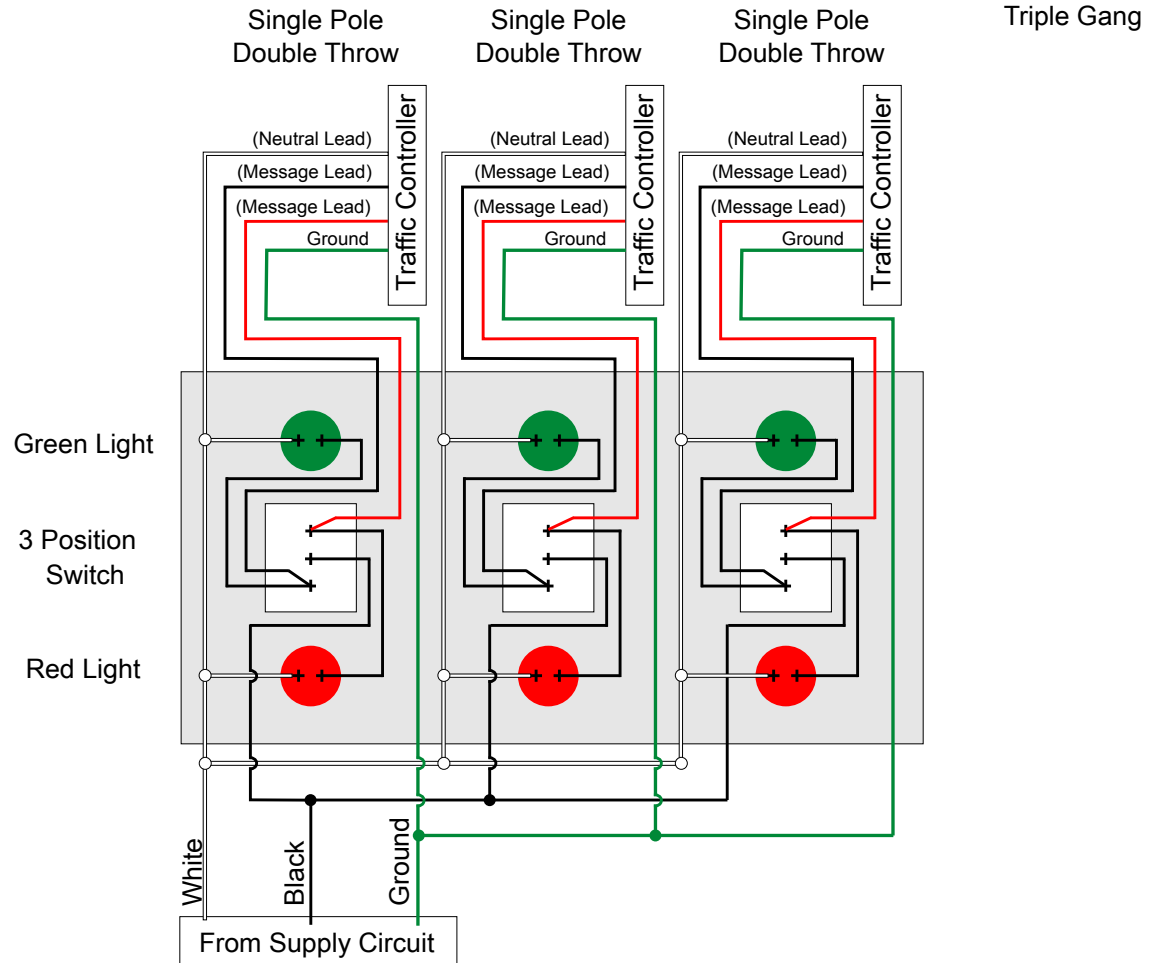 Triple Gang
Single Pole
Double Throw
Single Pole
Double Throw
Single Pole
Double Throw
Traffic Controller
(Neutral Lead)
(Message Lead)
(Message Lead)
Ground
Traffic Controller
(Neutral Lead)
(Message Lead)
(Message Lead)
Ground
Traffic Controller
(Neutral Lead)
(Message Lead)
(Message Lead)
Ground
Green Light
3 Position
Switch
Red Light
White
Black
Ground
From Supply Circuit